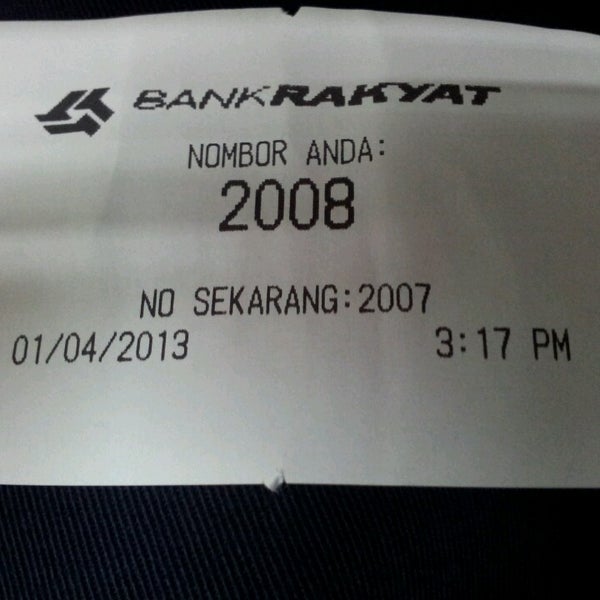 BANKRAKYAT
NOMBOR ANDA:
2008
NO SEKARANG:2007
01/04/2013 3:17 PM